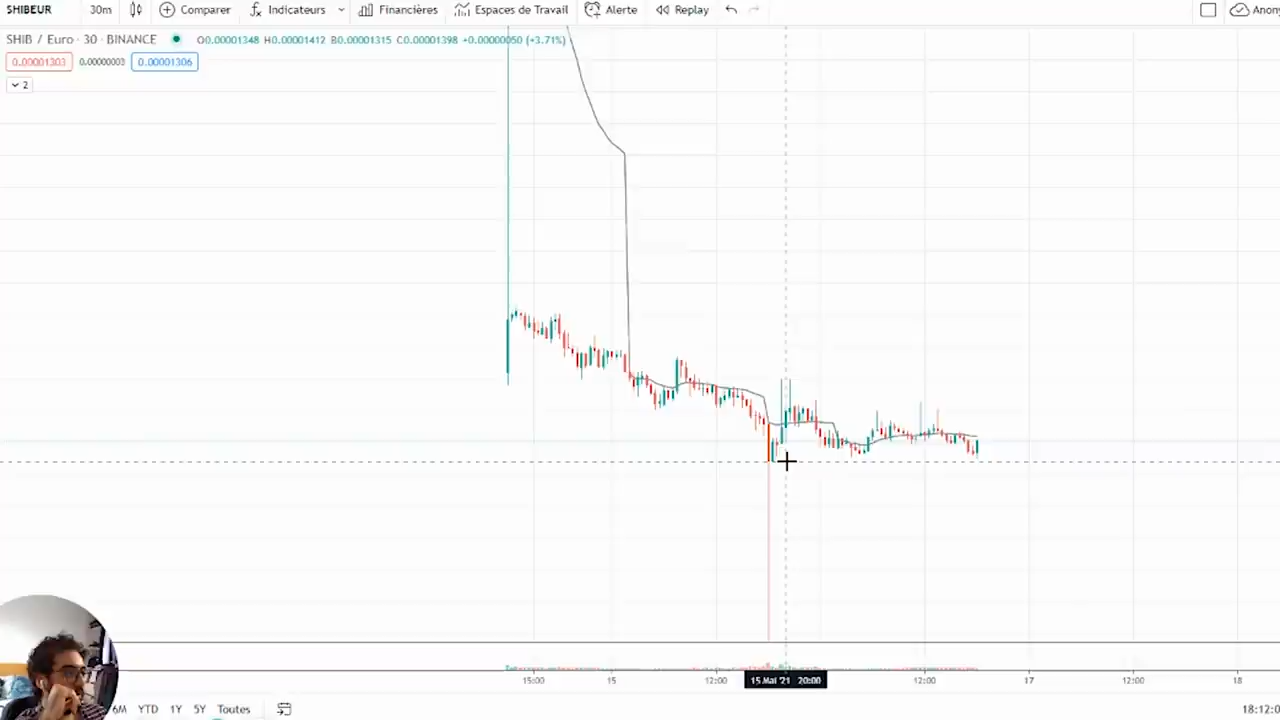 SHIBEUR 30m Comparer Indicateurs Financières Espaces de Travail Alerte Replay Anony
SHIB / Euro · 30 · BINANCE O0.00001348 H0.00001412 B0.00001315 C0.00001398 +0.00000050 (+3.71%)
0.00001303 0.00000003 0.00001306
2
15:00 15 12:00 15 Mai '21 20:00 12:00 17 12:00 18
6M YTD 1Y 5Y Toutes 18:12:0